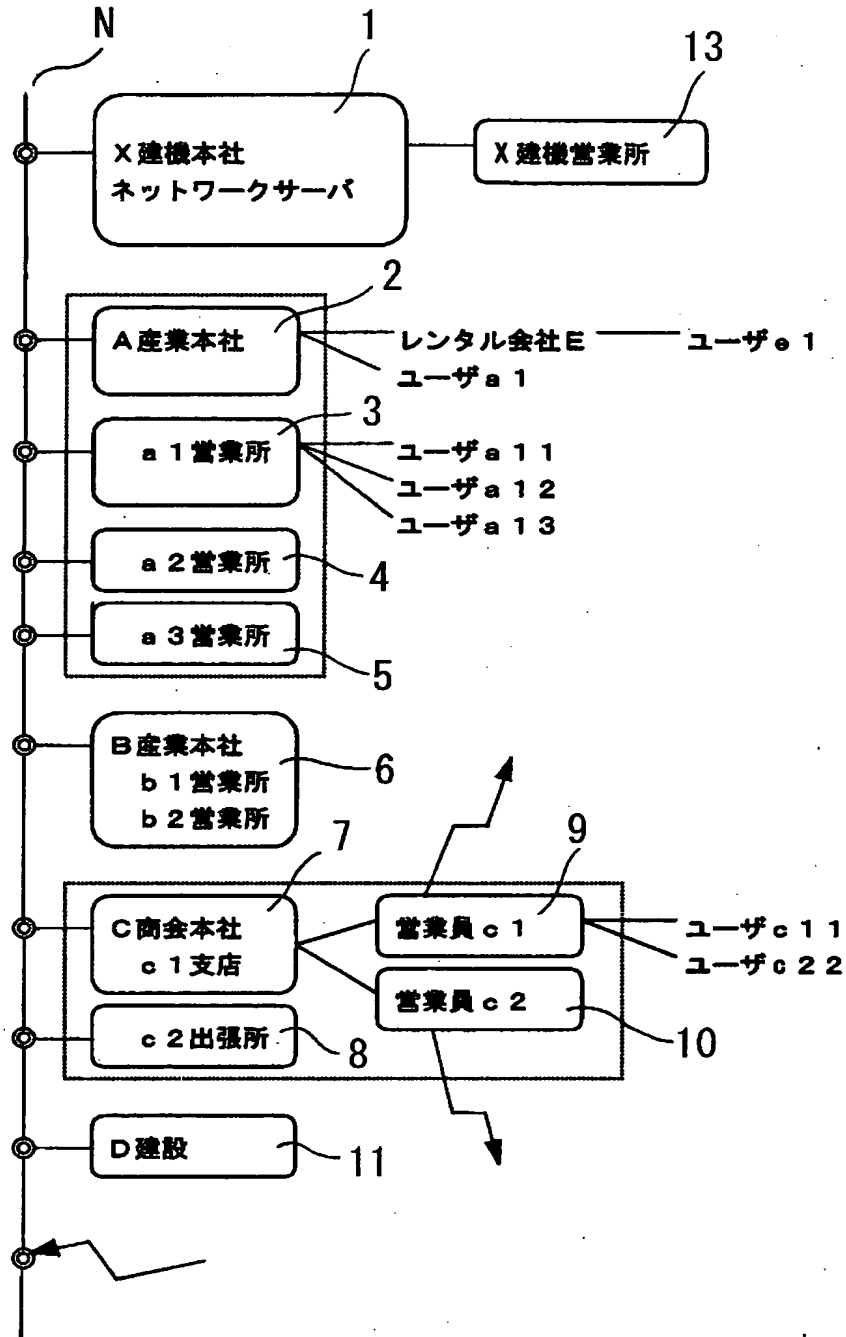 N
1
13
X建機本社
ネットワークサーバ
X建機営業所
2
A産業本社
レンタル会社E
ユーザe1
ユーザa1
3
a1営業所
ユーザa11
ユーザa12
ユーザa13
a2営業所
4
a3営業所
5
B産業本社
b1営業所
b2営業所
6
7
9
C商会本社
c1支店
営業員c1
ユーザc11
ユーザc22
営業員c2
10
c2出張所
8
D建設
11